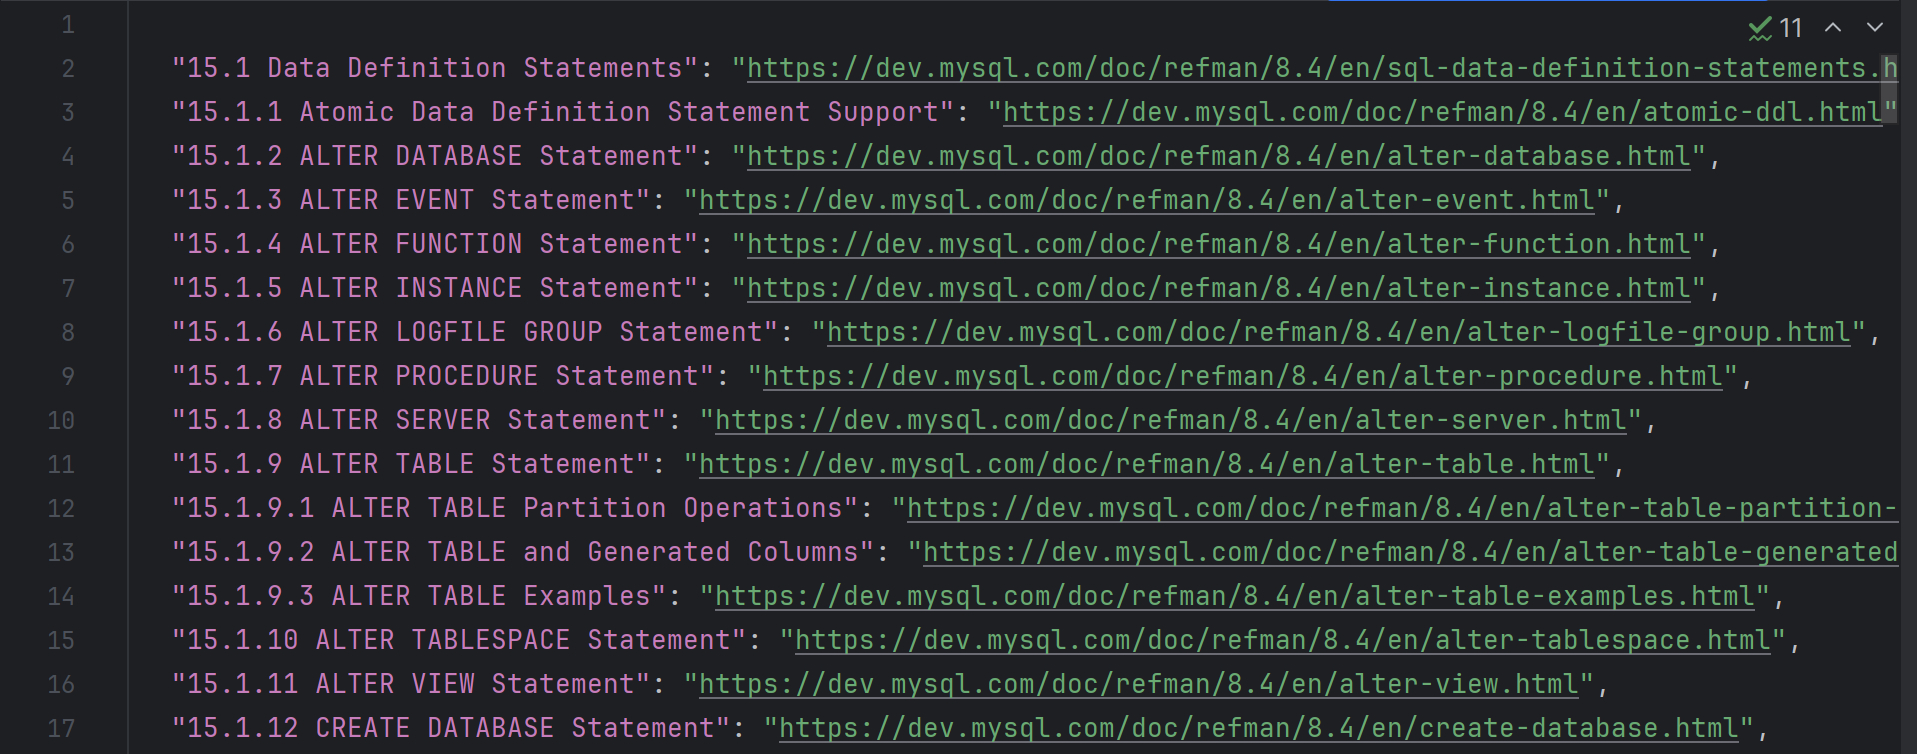 11
1
2 "15.1 Data Definition Statements": "https://dev.mysql.com/doc/refman/8.4/en/sql-data-definition-statements.h
3 "15.1.1 Atomic Data Definition Statement Support": "https://dev.mysql.com/doc/refman/8.4/en/atomic-ddl.html"
4 "15.1.2 ALTER DATABASE Statement": "https://dev.mysql.com/doc/refman/8.4/en/alter-database.html",
5 "15.1.3 ALTER EVENT Statement": "https://dev.mysql.com/doc/refman/8.4/en/alter-event.html",
6 "15.1.4 ALTER FUNCTION Statement": "https://dev.mysql.com/doc/refman/8.4/en/alter-function.html",
7 "15.1.5 ALTER INSTANCE Statement": "https://dev.mysql.com/doc/refman/8.4/en/alter-instance.html",
8 "15.1.6 ALTER LOGFILE GROUP Statement": "https://dev.mysql.com/doc/refman/8.4/en/alter-logfile-group.html",
9 "15.1.7 ALTER PROCEDURE Statement": "https://dev.mysql.com/doc/refman/8.4/en/alter-procedure.html",
10 "15.1.8 ALTER SERVER Statement": "https://dev.mysql.com/doc/refman/8.4/en/alter-server.html",
11 "15.1.9 ALTER TABLE Statement": "https://dev.mysql.com/doc/refman/8.4/en/alter-table.html",
12 "15.1.9.1 ALTER TABLE Partition Operations": "https://dev.mysql.com/doc/refman/8.4/en/alter-table-partition-
13 "15.1.9.2 ALTER TABLE and Generated Columns": "https://dev.mysql.com/doc/refman/8.4/en/alter-table-generated
14 "15.1.9.3 ALTER TABLE Examples": "https://dev.mysql.com/doc/refman/8.4/en/alter-table-examples.html",
15 "15.1.10 ALTER TABLESPACE Statement": "https://dev.mysql.com/doc/refman/8.4/en/alter-tablespace.html",
16 "15.1.11 ALTER VIEW Statement": "https://dev.mysql.com/doc/refman/8.4/en/alter-view.html",
17 "15.1.12 CREATE DATABASE Statement": "https://dev.mysql.com/doc/refman/8.4/en/create-database.html",